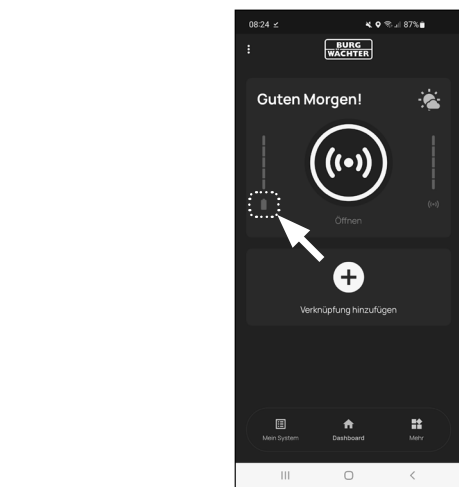 08:24
87%
BURG
WÄCHTER
Guten Morgen!
Öffnen
Verknüpfung hinzufügen
Mein System
Dashboard
Mehr